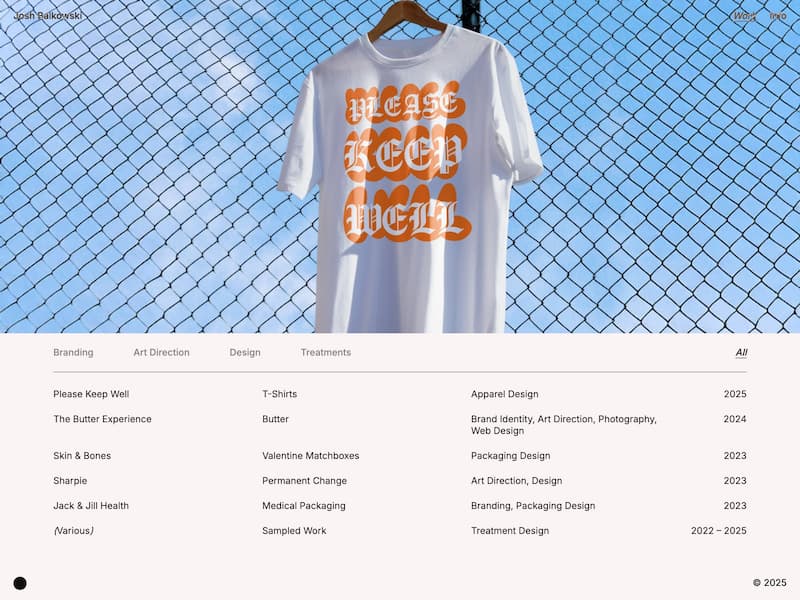 Josh Palkowski
Work Info
PLEASE
KEEP
WELL
Branding Art Direction Design Treatments All
Please Keep Well T-Shirts Apparel Design 2025
The Butter Experience Butter Brand Identity, Art Direction, Photography, 2024
Web Design
Skin & Bones Valentine Matchboxes Packaging Design 2023
Sharpie Permanent Change Art Direction, Design 2023
Jack & Jill Health Medical Packaging Branding, Packaging Design 2023
(Various) Sampled Work Treatment Design 2022 – 2025
© 2025